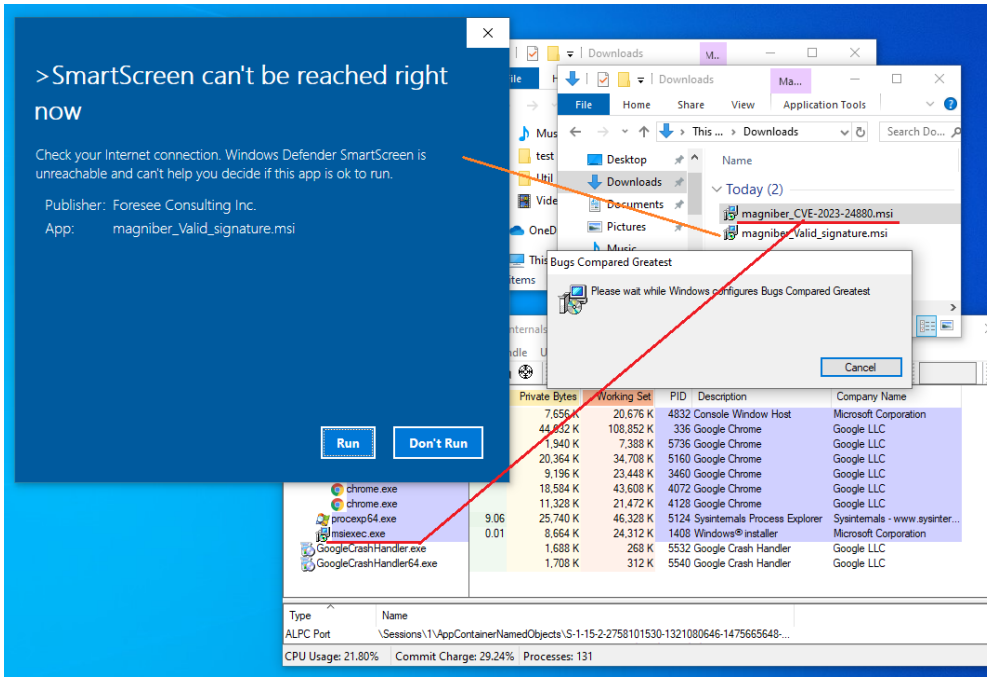 >SmartScreen can't be reached right
now
Check your Internet connection. Windows Defender SmartScreen is
unreachable and can't help you decide if this app is ok to run.
Publisher: Foresee Consulting Inc.
App: magniber_Valid_signature.msi
Run
Don't Run
Downloads
M..
Downloads
Ma...
File Home Share View Application Tools
This ... > Downloads
Search Do...
Mus
test
Util
Vide
OneD
This
items
Desktop
Downloads
Documents
Pictures
Music
Name
Today (2)
magniber_CVE-2023-24880.msi
magniber_Valid_signature.msi
Bugs Compared Greatest
Please wait while Windows configures Bugs Compared Greatest
Cancel
Private Bytes Working Set PID Description Company Name
7,656 K 20,676 K 4832 Console Window Host Microsoft Corporation
108,852 K 336 Google Chrome Google LLC
1,940 K 7,388 K 5736 Google Chrome Google LLC
20,364 K 34,708 K 5160 Google Chrome Google LLC
9,196 K 23,448 K 3460 Google Chrome Google LLC
chrome.exe 18,584 K 43,608 K 4072 Google Chrome Google LLC
chrome.exe 11,328 K 21,472 K 4128 Google Chrome Google LLC
procexp64.exe 9.06 25,740 K 46,328 K 5124 Sysinternals Process Explorer Sysinternals - www.sysinter...
msiexec.exe 0.01 8,664 K 24,312 K 1408 Windows® installer Microsoft Corporation
GoogleCrashHandler.exe 1,688 K 268 K 5532 Google Crash Handler Google LLC
GoogleCrashHandler64.exe 1,708 K 312 K 5540 Google Crash Handler Google LLC
Type Name
ALPC Port \Sessions\1\AppContainerNamedObjects\S-1-15-2-2758101530-1321080646-1475665648-...
CPU Usage: 21.80% Commit Charge: 29.24% Processes: 131